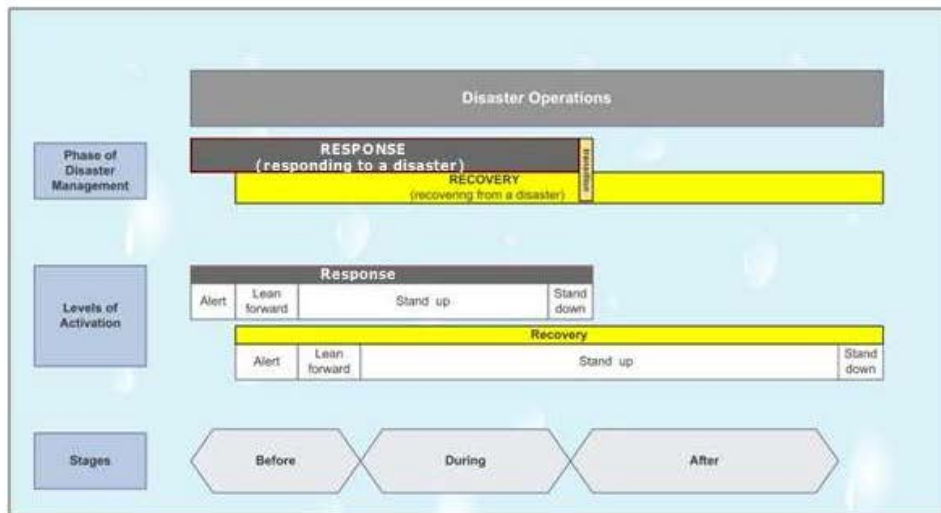 Disaster Operations
Phase of
Disaster
Management
RESPONSE
(responding to a disaster)
transition
RECOVERY
(recovering from a disaster)
Levels of
Activation
Response
Alert
Lean
forward
Stand up
Stand
down
Recovery
Alert
Lean
forward
Stand up
Stand
down
Stages
Before
During
After